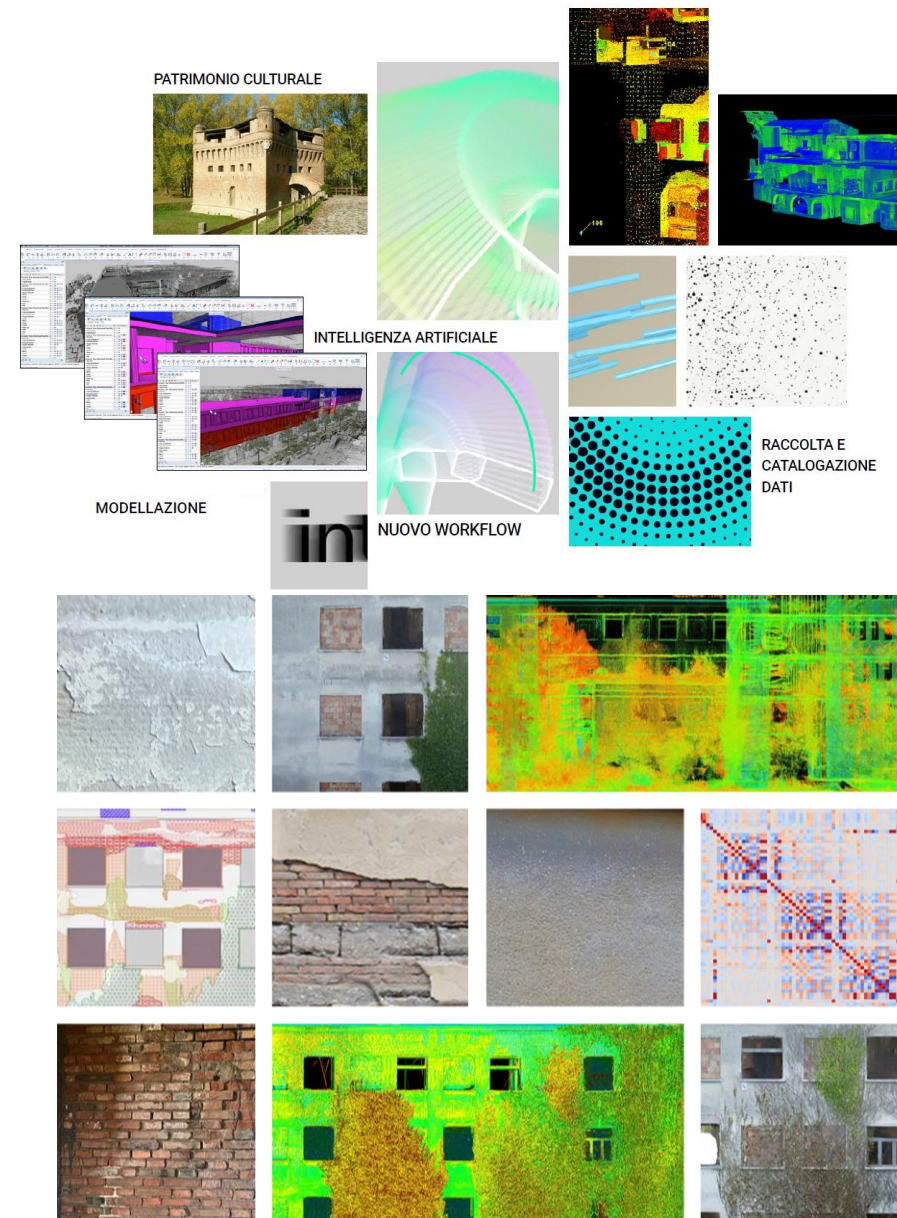 PATRIMONIO CULTURALE
INTELLIGENZA ARTIFICIALE
RACCOLTA E
CATALOGAZIONE
DATI
MODELLAZIONE
int
NUOVO WORKFLOW